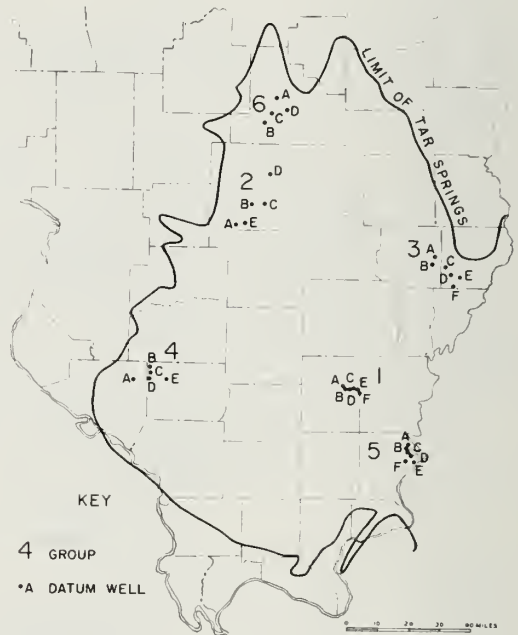 LIMIT OF TAR SPRINGS
A
6 C D
B
D
2
B C
A E
3 A
B C
D E
F
4 B
C
A D E
1
A C E
B D F
A
5 B C
D
F E
KEY
4 GROUP
•A DATUM WELL
0 10 20 30 MILES